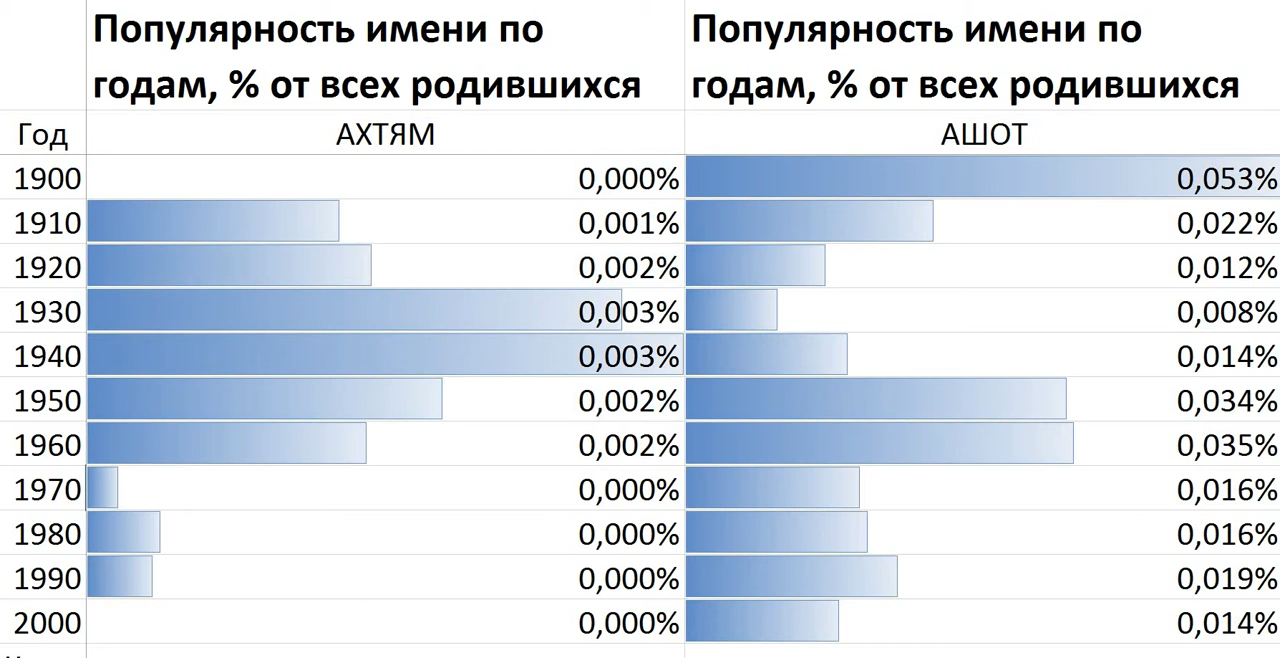 Популярность имени по
годам, % от всех родившихся
Популярность имени по
годам, % от всех родившихся
Год АХТЯМ АШОТ
1900 0,000% 0,053%
1910 0,001% 0,022%
1920 0,002% 0,012%
1930 0,003% 0,008%
1940 0,003% 0,014%
1950 0,002% 0,034%
1960 0,002% 0,035%
1970 0,000% 0,016%
1980 0,000% 0,016%
1990 0,000% 0,019%
2000 0,000% 0,014%